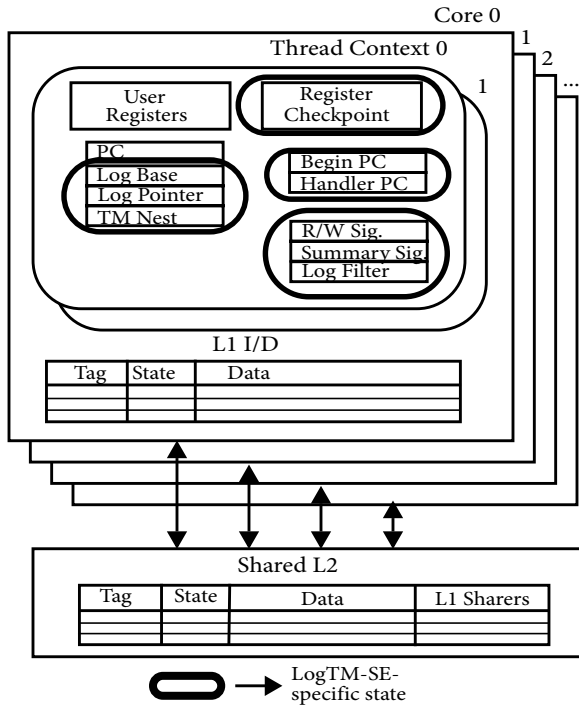 Core 0
1
2
...
Thread Context 0
1
User
Registers
Register
Checkpoint
PC
Log Base
Log Pointer
TM Nest
Begin PC
Handler PC
R/W Sig.
Summary Sig.
Log Filter
L1 I/D
Tag State Data
Shared L2
Tag State Data L1 Sharers
LogTM-SE-
specific state